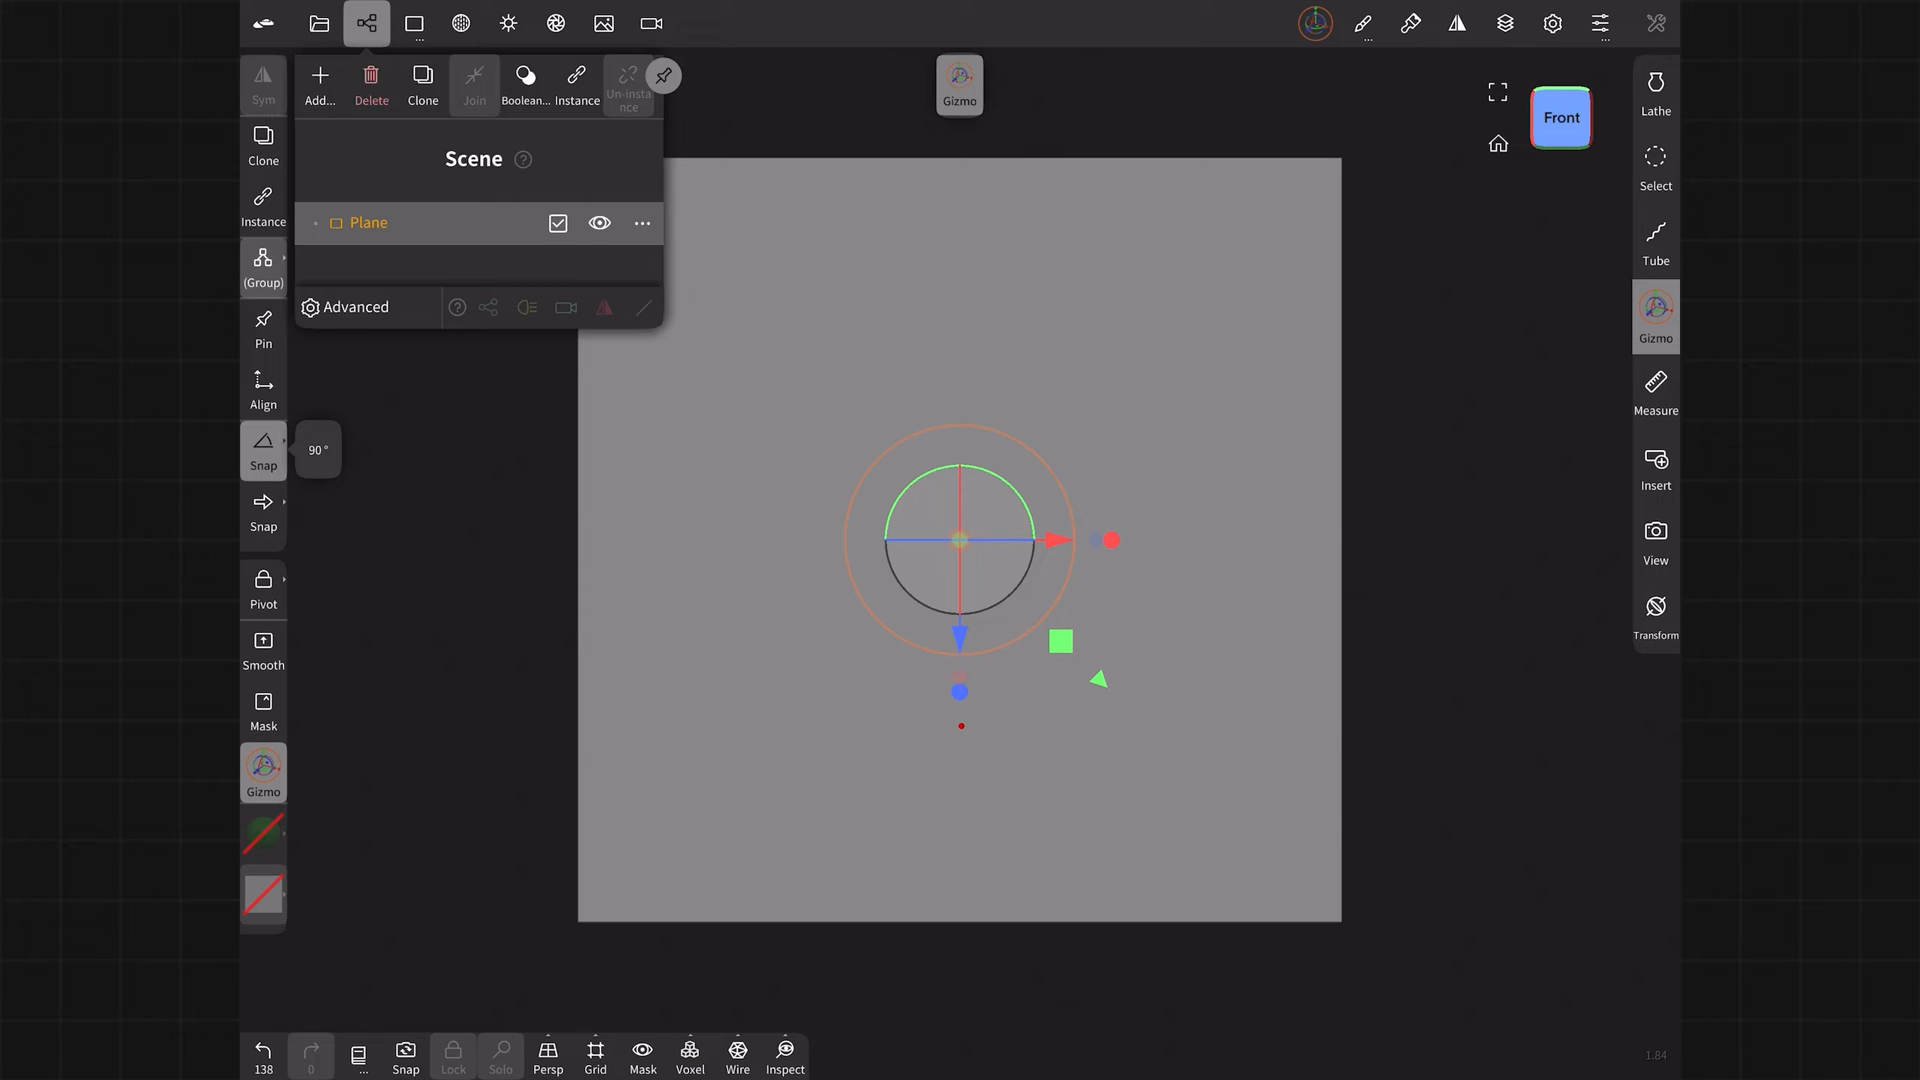 Add...
Delete
Clone
Join
Boolean...
Instance
Un-insta
nce
Scene
Plane
Advanced
Gizmo
Front
Sym
Clone
Instance
(Group)
Pin
Align
Snap
90°
Snap
Pivot
Smooth
Mask
Gizmo
Lathe
Select
Tube
Gizmo
Measure
Insert
View
Transform
138
0
...
Snap
Lock
Solo
Persp
Grid
Mask
Voxel
Wire
Inspect
1.84